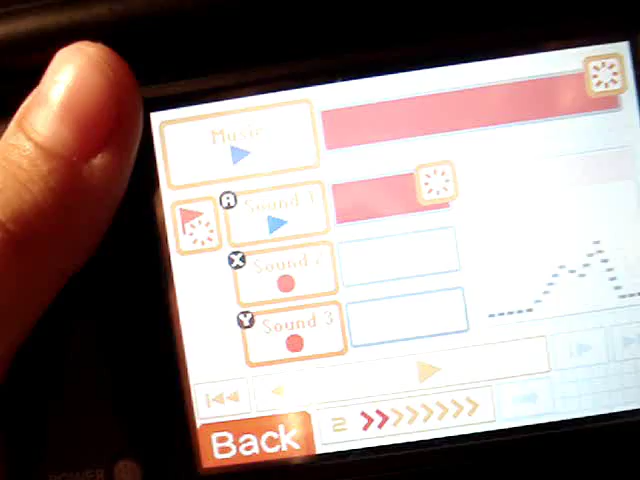 Music
A Sound 1
X Sound 2
Y Sound 3
2
Back
POWER